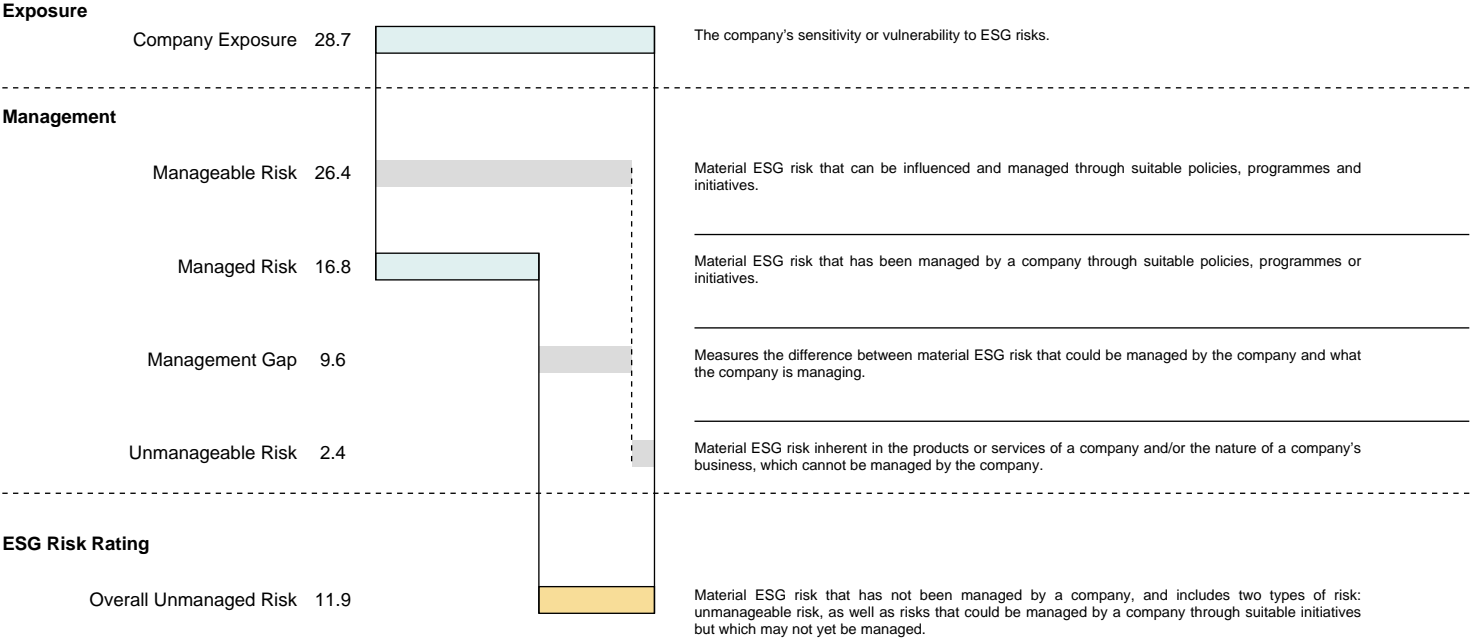 Exposure
Company Exposure 28.7
The company’s sensitivity or vulnerability to ESG risks.
Management
Manageable Risk 26.4
Material ESG risk that can be influenced and managed through suitable policies, programmes and
initiatives.
Managed Risk 16.8
Material ESG risk that has been managed by a company through suitable policies, programmes or
initiatives.
Management Gap 9.6
Measures the difference between material ESG risk that could be managed by the company and what
the company is managing.
Unmanageable Risk 2.4
Material ESG risk inherent in the products or services of a company and/or the nature of a company’s
business, which cannot be managed by the company.
ESG Risk Rating
Overall Unmanaged Risk 11.9
Material ESG risk that has not been managed by a company, and includes two types of risk:
unmanageable risk, as well as risks that could be managed by a company through suitable initiatives
but which may not yet be managed.